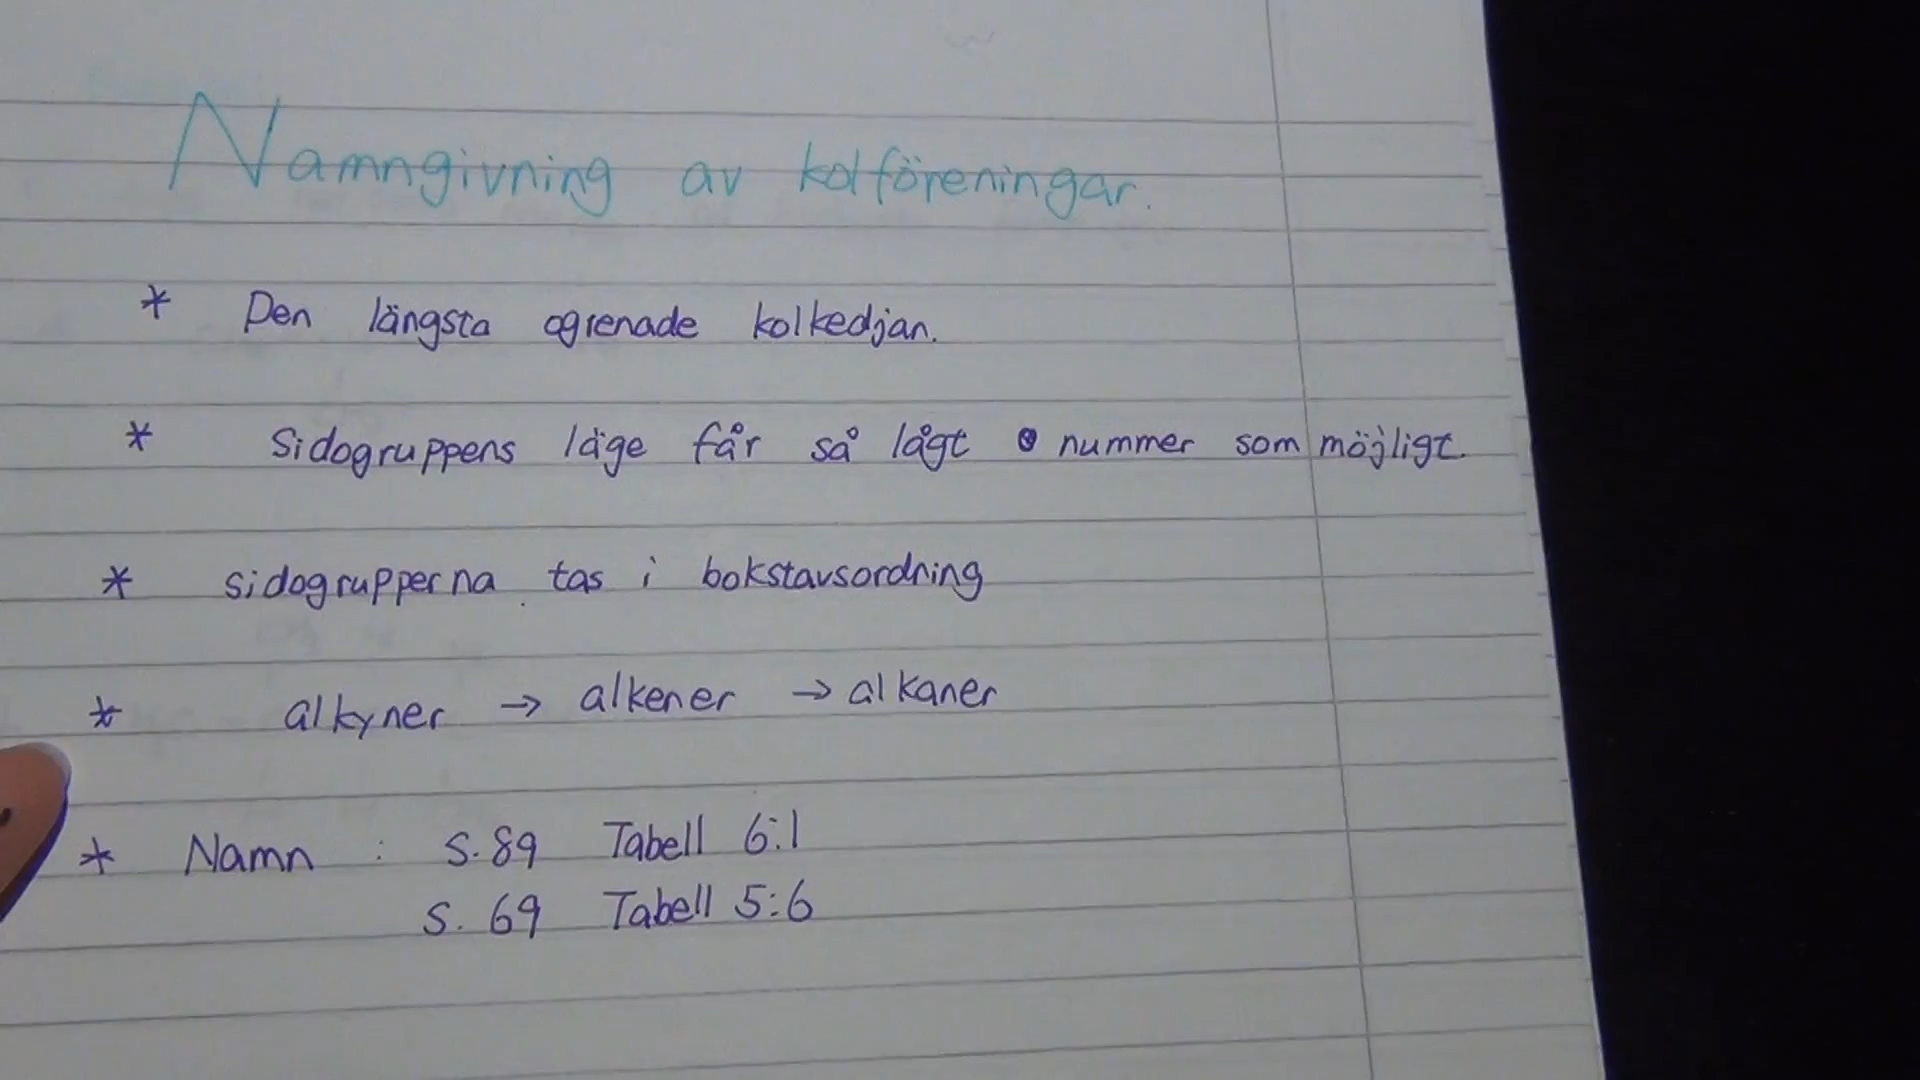 Namngivning av kolföreningar.
* Den längsta ogrenade kolkedjan.
* Sidogruppens läge får så lågt nummer som möjligt.
* sidogrupperna tas i bokstavsordning
* alkyner → alkener → alkaner
* Namn : s. 89 Tabell 6:1
s. 69 Tabell 5:6